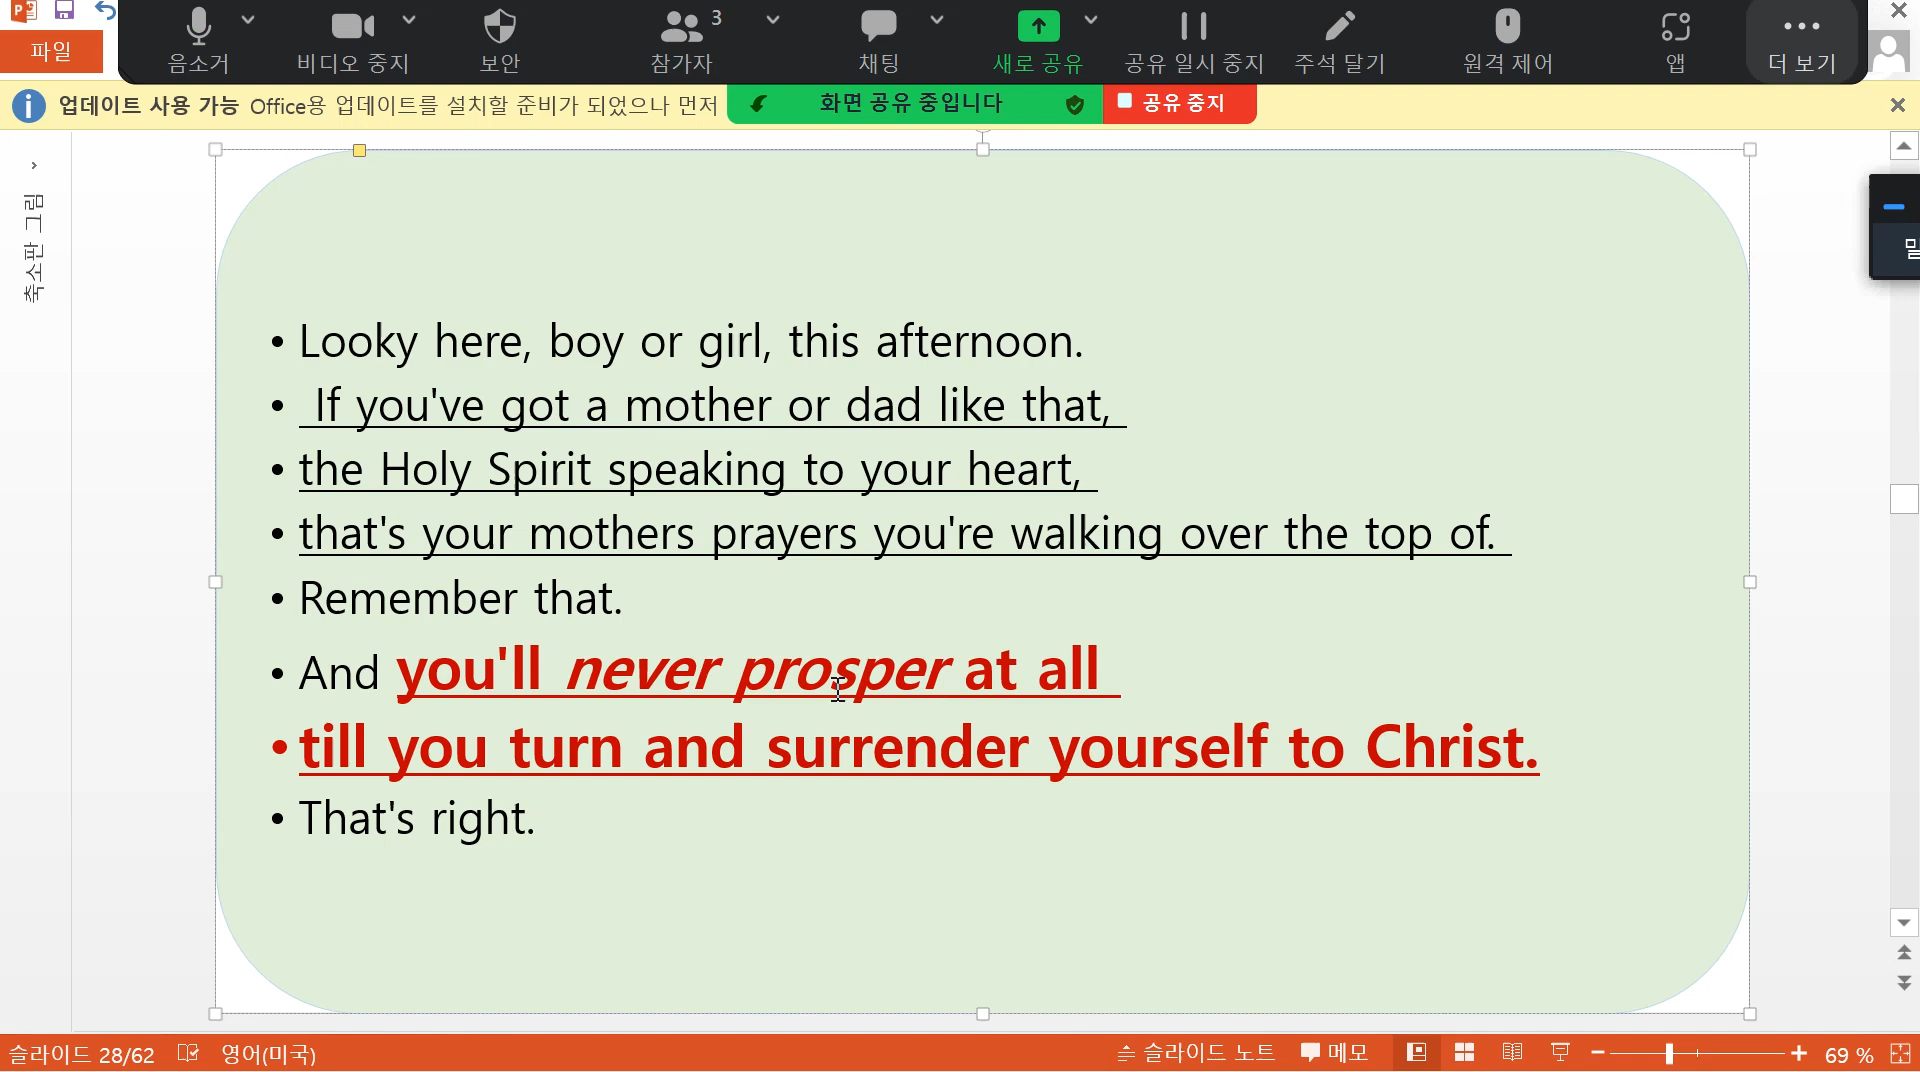 3
음소거
비디오 중지
보안
참가자
채팅
새로 공유
공유 일시 중지
주석 달기
원격 제어
앱
더 보기
파일
업데이트 사용 가능 Office용 업데이트를 설치할 준비가 되었으나 먼저
화면 공유 중입니다
공유 중지
축소판 그림
• Looky here, boy or girl, this afternoon.
• If you've got a mother or dad like that,
• the Holy Spirit speaking to your heart,
• that's your mothers prayers you're walking over the top of.
• Remember that.
• And you'll never prosper at all
• till you turn and surrender yourself to Christ.
• That's right.
슬라이드 28/62
영어(미국)
슬라이드 노트
메모
69 %